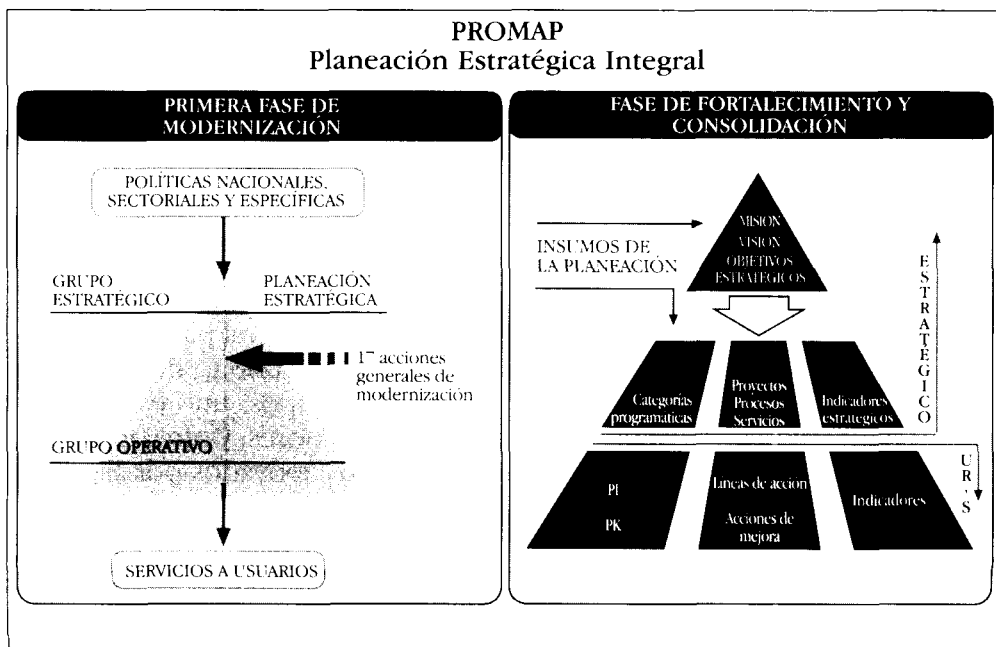 PROMAP
Planeación Estratégica Integral
PRIMERA FASE DE
MODERNIZACIÓN
POLÍTICAS NACIONALES,
SECTORIALES Y ESPECÍFICAS
GRUPO
ESTRATÉGICO
PLANEACIÓN
ESTRATÉGICA
17 acciones
generales de
modernización
GRUPO OPERATIVO
SERVICIOS A USUARIOS
FASE DE FORTALECIMIENTO Y
CONSOLIDACIÓN
INSUMOS DE
LA PLANEACIÓN
MISIÓN
VISIÓN
OBJETIVOS
ESTRATÉGICOS
Categorías
programáticas
Proyectos
Procesos
Servicios
Indicadores
estratégicos
ESTRATEGICO
PI
PK
Líneas de acción
Acciones de
mejora
Indicadores
UR'S